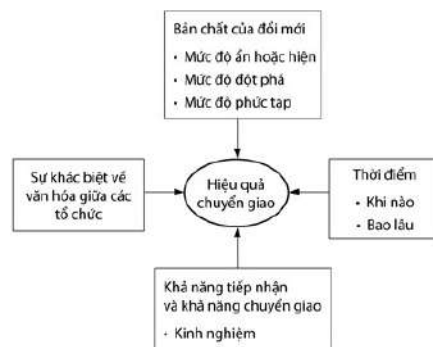 Bản chất của đổi mới
• Mức độ ẩn hoặc hiện
• Mức độ đột phá
• Mức độ phức tạp
Sự khác biệt về
văn hóa giữa các
tổ chức
Hiệu quả
chuyển giao
Thời điểm
• Khi nào
• Bao lâu
Khả năng tiếp nhận
và khả năng chuyển giao
• Kinh nghiệm